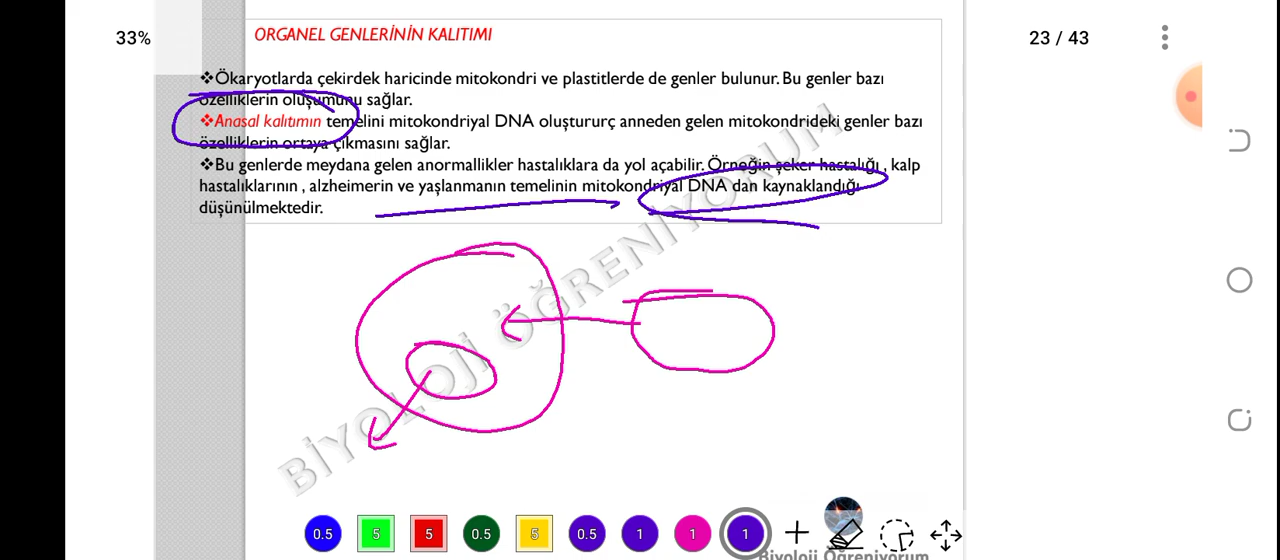 33%
ORGANEL GENLERİNİN KALITIMI
23 / 43
❖Ökaryotlarda çekirdek haricinde mitokondri ve plastitlerde de genler bulunur. Bu genler bazı
özelliklerin oluşumunu sağlar.
❖Anasal kalıtımın temelini mitokondriyal DNA oluştururç anneden gelen mitokondrideki genler bazı
özelliklerin ortaya çıkmasını sağlar.
❖Bu genlerde meydana gelen anormallikler hastalıklara da yol açabilir. Örneğin şeker hastalığı , kalp
hastalıklarının , alzheimerin ve yaşlanmanın temelinin mitokondriyal DNA dan kaynaklandığı
düşünülmektedir.
BİYOLOJİ ÖĞRENİYORUM
0.5 5 5 0.5 5 0.5 1 1 1
Biyoloji Öğreniyorum